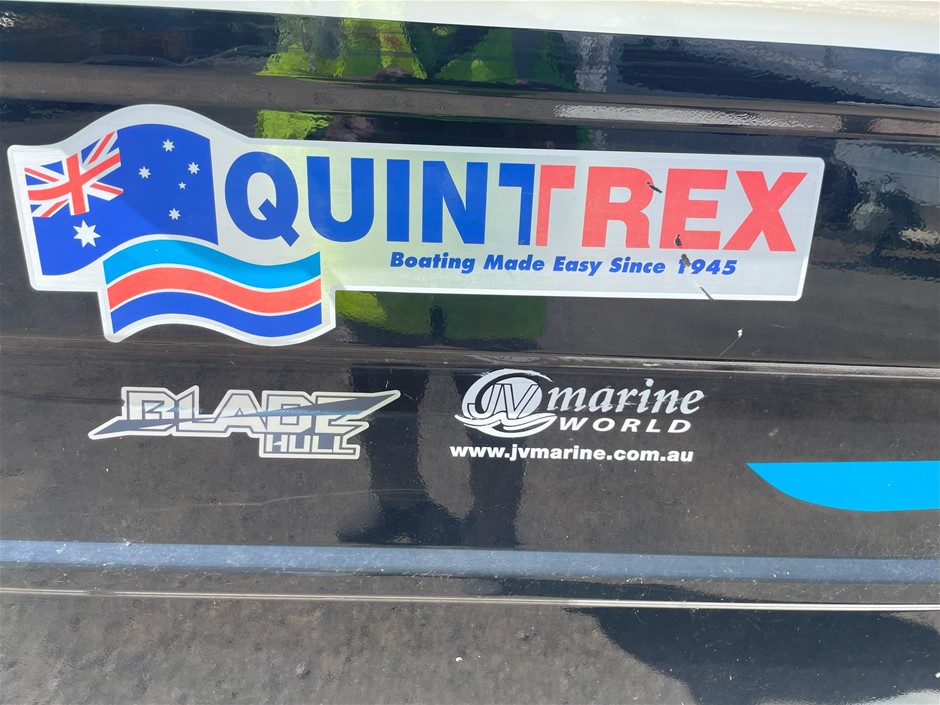 QUINTREX
Boating Made Easy Since 1945
BLADE
HULL
JV marine
WORLD
www.jvmarine.com.au